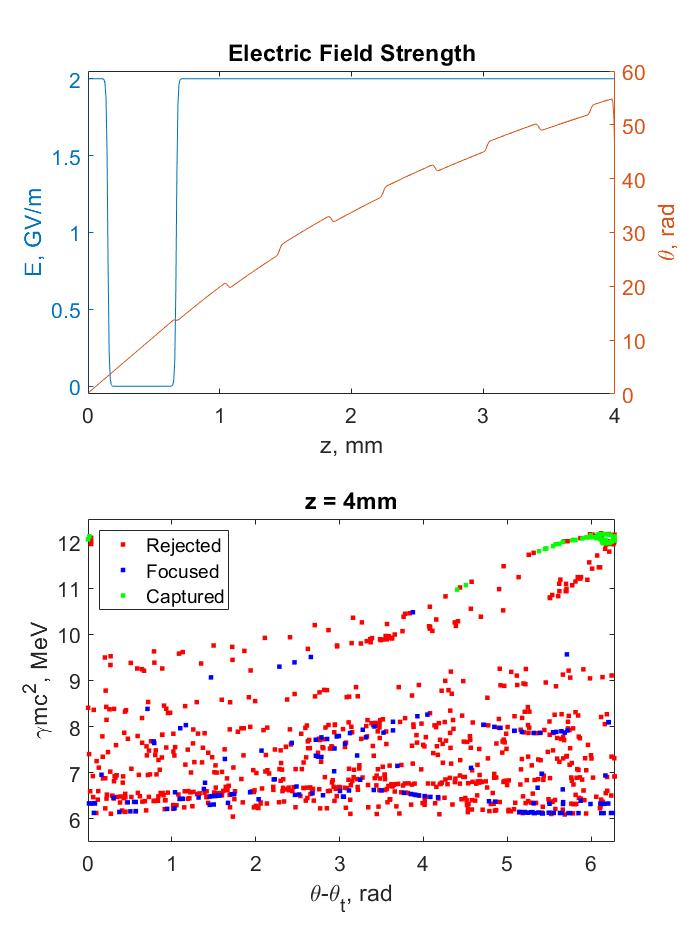 Electric Field Strength
2
1.5
1
0.5
0
E, GV/m
60
50
40
30
20
10
0
θ, rad
0 1 2 3 4
z, mm
z = 4mm
12
11
10
9
8
7
6
γmc², MeV
Rejected
Focused
Captured
0 1 2 3 4 5 6
θ-θt, rad